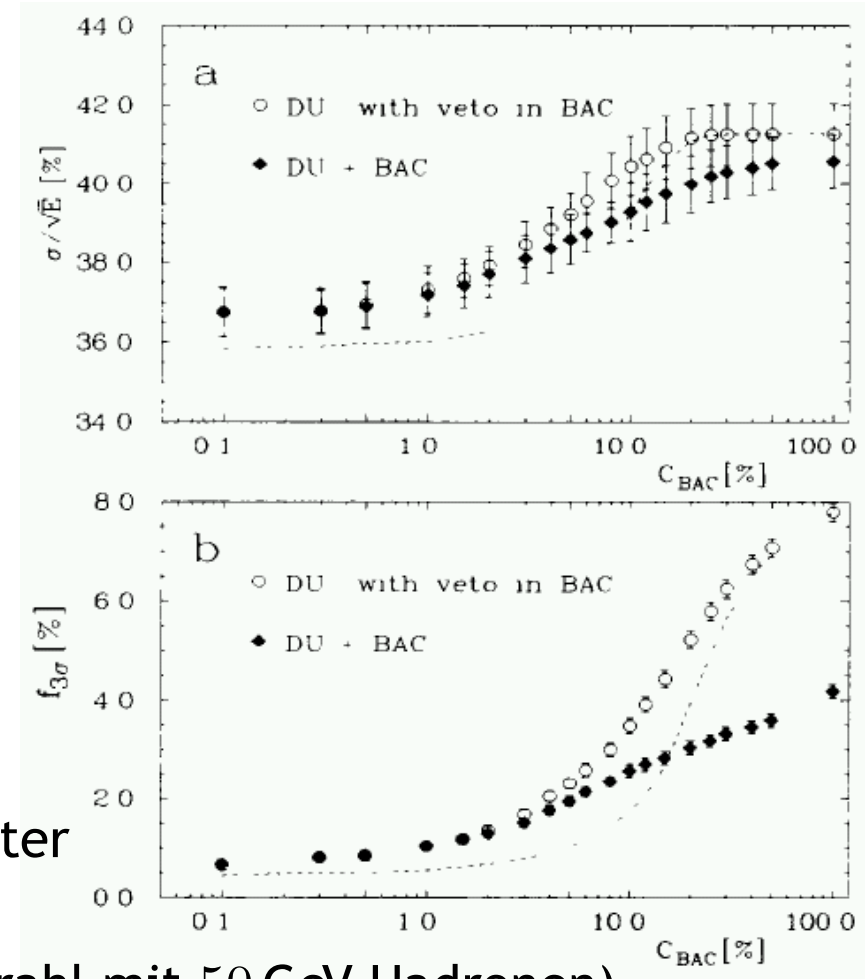 44 0
a
42 0
DU with veto in BAC
DU + BAC
40 0
σ/√E [%]
38 0
36 0
34 0
0 1 1 0 10 0 100 0
C_BAC [%]
8 0
b
DU with veto in BAC
6 0
DU + BAC
f_3σ [%]
4 0
2 0
ter
0 0
0 1 1 0 10 0 100 0
C_BAC [%]
rahl mit 50 GeV Hadronen)